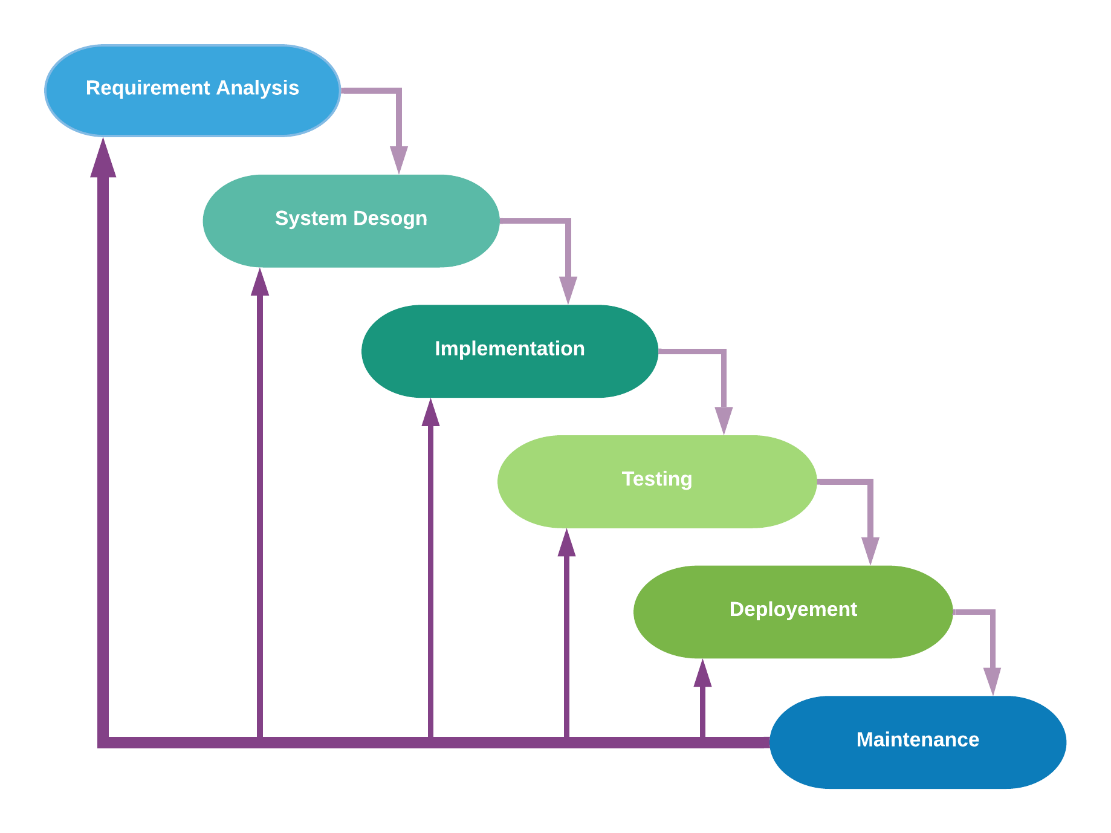 Requirement Analysis
System Desogn
Implementation
Testing
Deployement
Maintenance